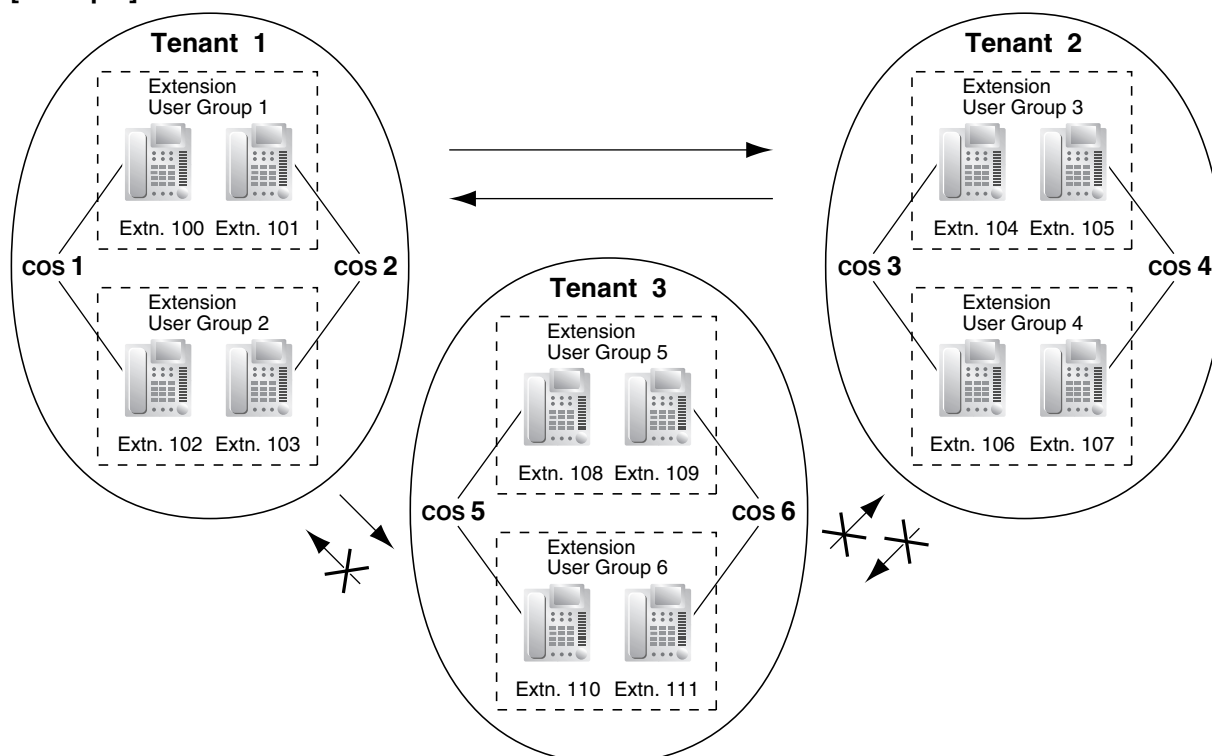 Tenant 1
Extension
User Group 1
Extn. 100 Extn. 101
COS 1
COS 2
Extension
User Group 2
Extn. 102 Extn. 103
Tenant 2
Extension
User Group 3
Extn. 104 Extn. 105
COS 3
COS 4
Extension
User Group 4
Extn. 106 Extn. 107
Tenant 3
Extension
User Group 5
Extn. 108 Extn. 109
COS 5
COS 6
Extension
User Group 6
Extn. 110 Extn. 111